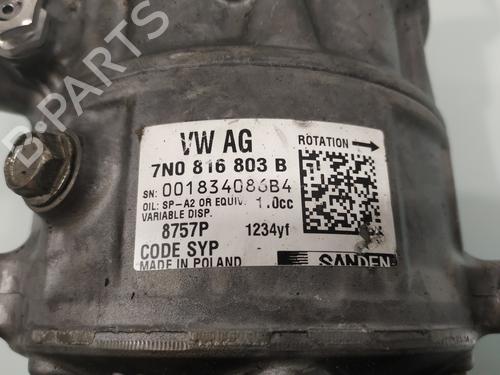 VW AG
ROTATION
7N0 816 803 B
SN: 001834086B4
OIL: SP-A2 OR EQUIV. 1.0cc
VARIABLE DISP.
8757P 1234yf
CODE SYP -
MADE IN POLAND
SANDEN
B-PARTS